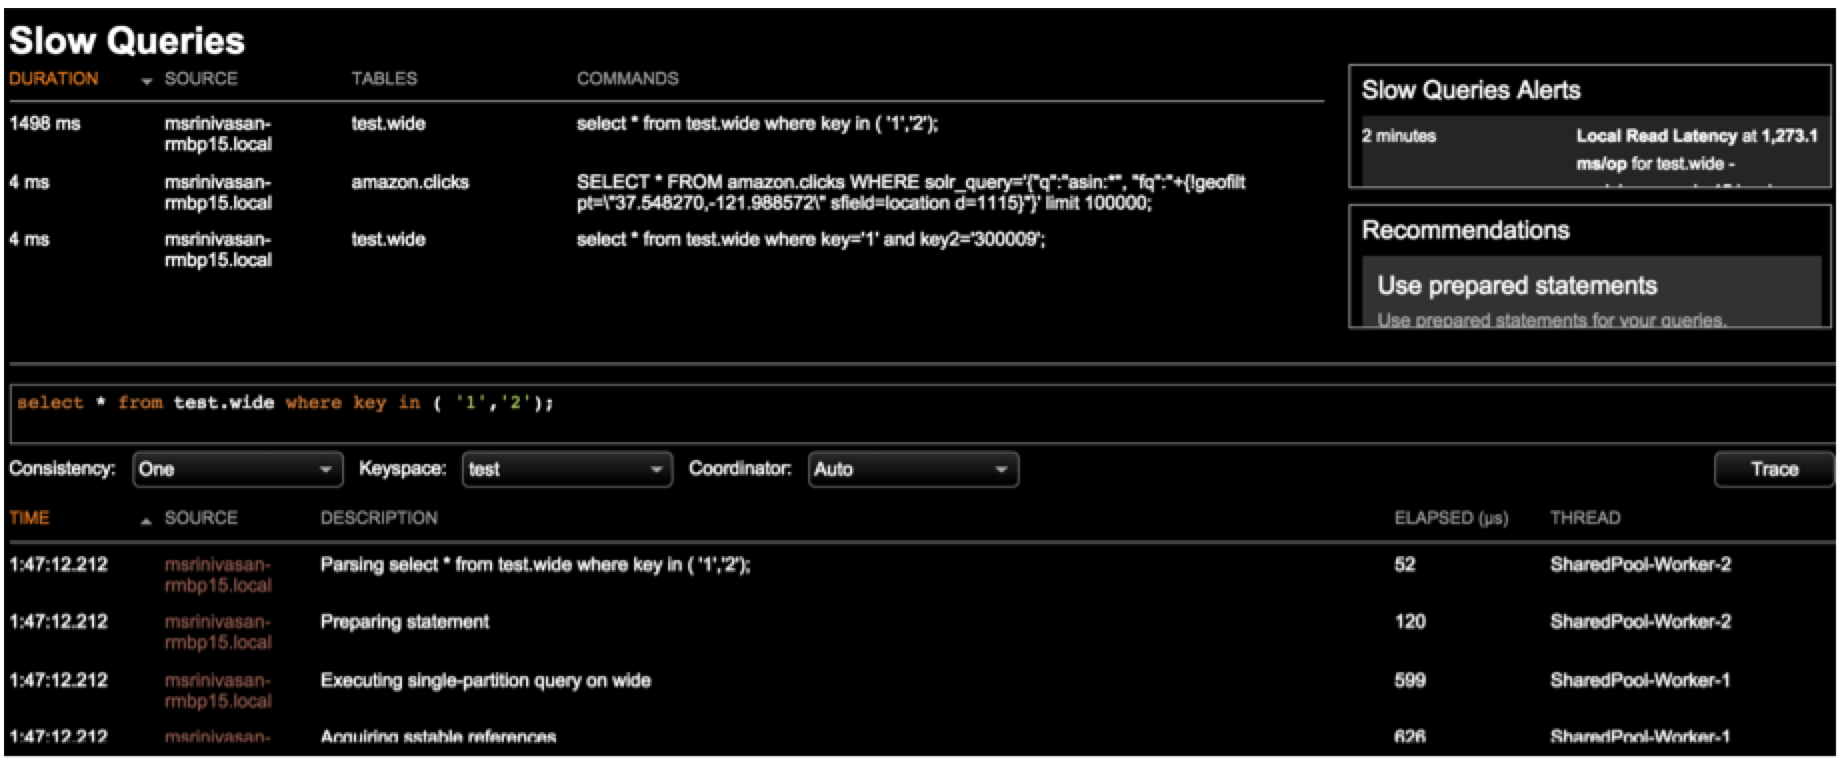 Slow Queries
DURATION SOURCE TABLES COMMANDS
1498 ms msrinivasan- test.wide select * from test.wide where key in ( '1','2');
rmbp15.local
4 ms msrinivasan- amazon.clicks SELECT * FROM amazon.clicks WHERE solr_query='{"q":"asin:*", "fq":"+{!geofilt
rmbp15.local pt=\"37.548270,-121.988572\" sfield=location d=1115}"}' limit 100000;
4 ms msrinivasan- test.wide select * from test.wide where key='1' and key2='300009';
rmbp15.local
Slow Queries Alerts
2 minutes Local Read Latency at 1,273.1
ms/op for test.wide -
Recommendations
Use prepared statements
Use prepared statements for your queries.
select * from test.wide where key in ( '1','2');
Consistency: One Keyspace: test Coordinator: Auto Trace
TIME SOURCE DESCRIPTION ELAPSED (µs) THREAD
1:47:12.212 msrinivasan- Parsing select * from test.wide where key in ( '1','2'); 52 SharedPool-Worker-2
rmbp15.local
1:47:12.212 msrinivasan- Preparing statement 120 SharedPool-Worker-2
rmbp15.local
1:47:12.212 msrinivasan- Executing single-partition query on wide 599 SharedPool-Worker-1
rmbp15.local
1:47:12.212 msrinivasan- Acquiring sstable references 626 SharedPool-Worker-1